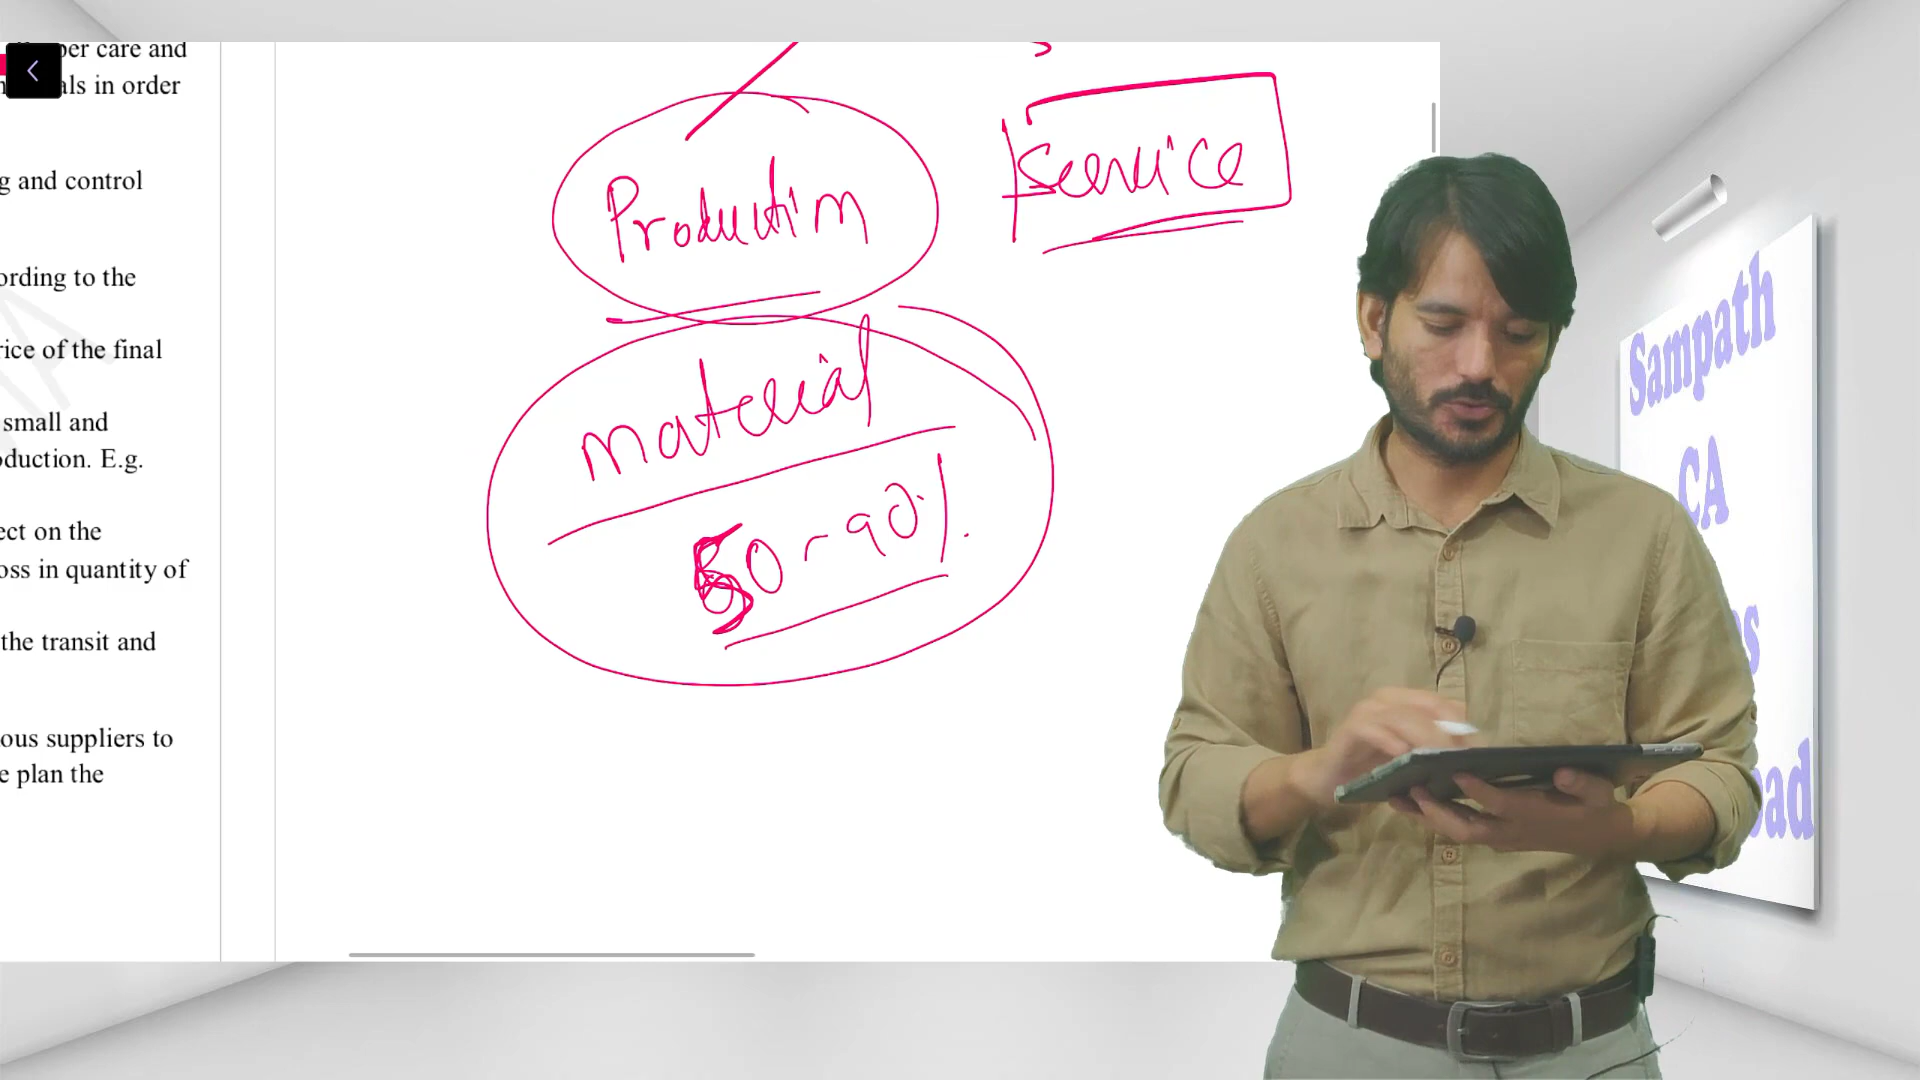 per care and
als in order
g and control
ording to the
rice of the final
small and
oduction. E.g.
ect on the
oss in quantity of
the transit and
ous suppliers to
e plan the
Production
Service
material
50-90%.
Sampath
CA
s
ad